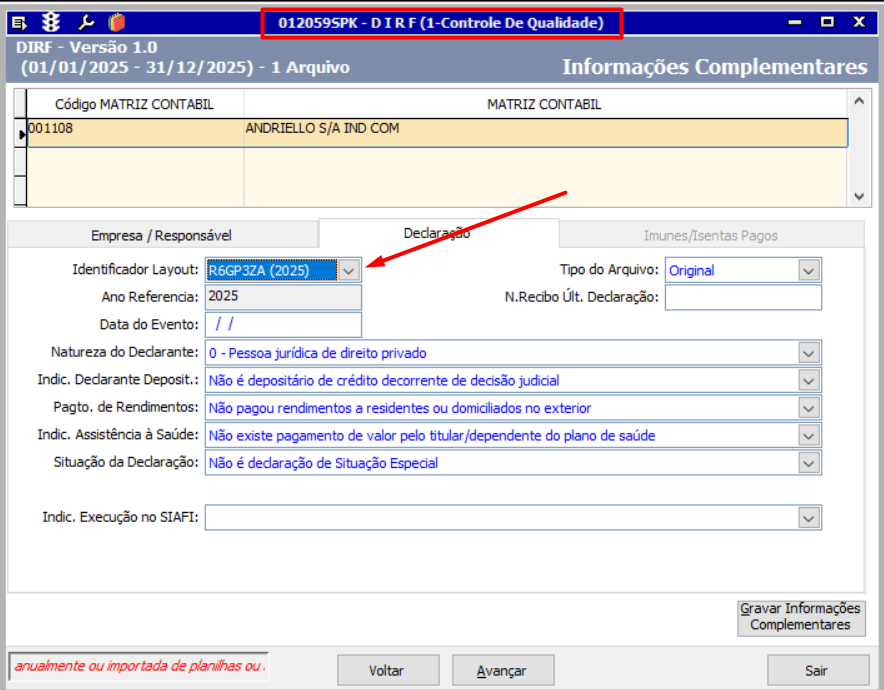 012059SPK - D I R F (1-Controle De Qualidade)
DIRF - Versão 1.0
(01/01/2025 - 31/12/2025) - 1 Arquivo
Informações Complementares
Código MATRIZ CONTABIL MATRIZ CONTABIL
001108 ANDRIELLO S/A IND COM
Empresa / Responsável Declaração Imunes/Isentas Pagos
Identificador Layout: R6GP3ZA (2025) Tipo do Arquivo: Original
Ano Referencia: 2025 N.Recibo Últ. Declaração:
Data do Evento: / /
Natureza do Declarante: 0 - Pessoa jurídica de direito privado
Indic. Declarante Deposit.: Não é depositário de crédito decorrente de decisão judicial
Pagto. de Rendimentos: Não pagou rendimentos a residentes ou domiciliados no exterior
Indic. Assistência à Saúde: Não existe pagamento de valor pelo titular/dependente do plano de saúde
Situação da Declaração: Não é declaração de Situação Especial
Indic. Execução no SIAFI:
Gravar Informações
Complementares
anualmente ou importada de planilhas ou
Voltar Avançar Sair